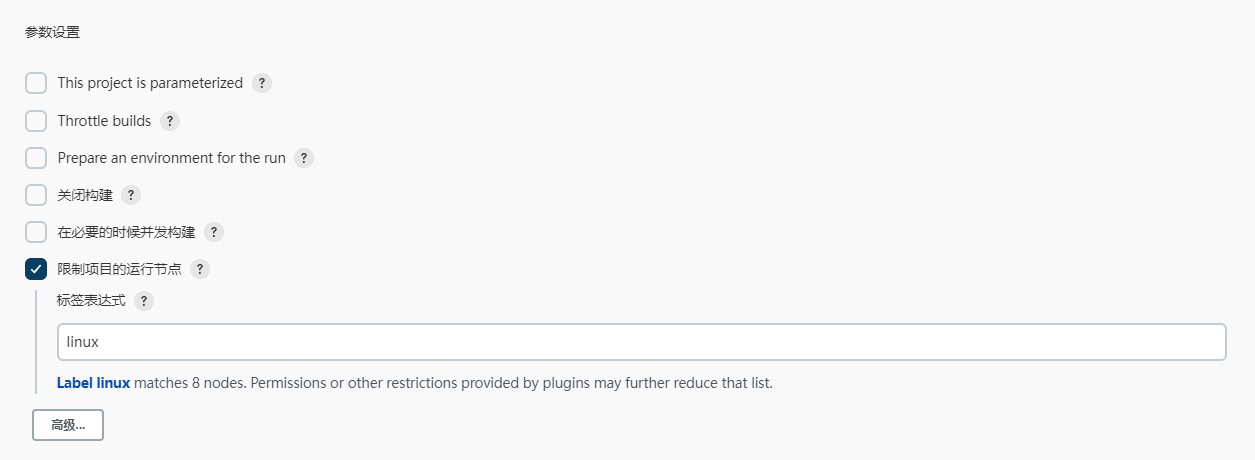 参数设置
This project is parameterized ?
Throttle builds ?
Prepare an environment for the run ?
关闭构建 ?
在必要的时候并发构建 ?
限制项目的运行节点 ?
标签表达式 ?
linux
Label linux matches 8 nodes. Permissions or other restrictions provided by plugins may further reduce that list.
高级...